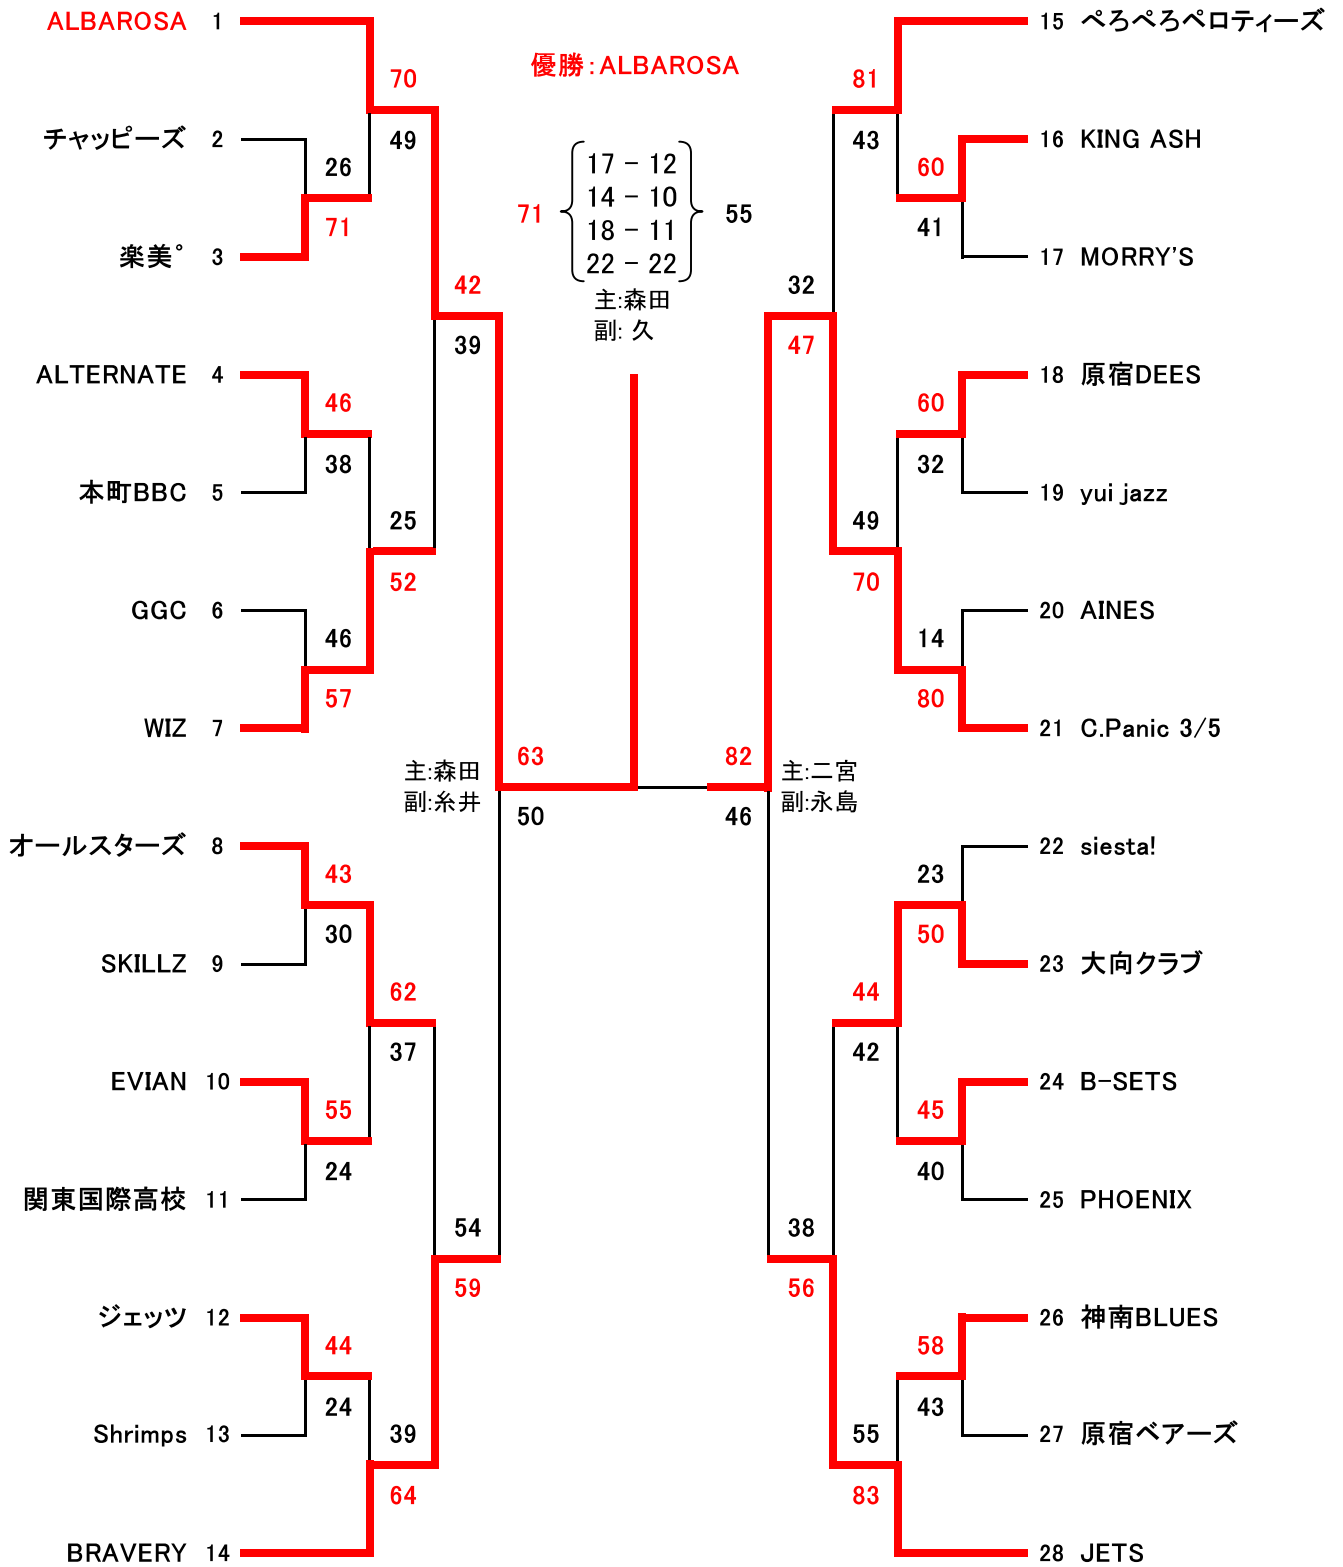 ALBAROSA 1
15 ぺろぺろペロティーズ
優勝:ALBAROSA
70
81
チャッピーズ 2
49
43
16 KING ASH
26
17 - 12
60
14 - 10
71
71
55
18 - 11
41
楽美° 3
22 - 22
17 MORRY'S
42
主:森田
32
副: 久
39
47
ALTERNATE 4
18 原宿DEES
46
60
38
32
本町BBC 5
19 yui jazz
25
49
52
70
GGC 6
20 AINES
46
14
57
80
WIZ 7
21 C.Panic 3/5
主:森田
63
82
主:二宮
副:糸井
50
46
副:永島
オールスターズ 8
22 siesta!
43
23
30
50
SKILLZ 9
23 大向クラブ
62
44
37
42
EVIAN 10
24 B-SETS
55
45
24
40
関東国際高校 11
25 PHOENIX
54
38
59
56
ジェッツ 12
26 神南BLUES
44
58
24
43
Shrimps 13
39
55
27 原宿ベアーズ
64
83
BRAVERY 14
28 JETS